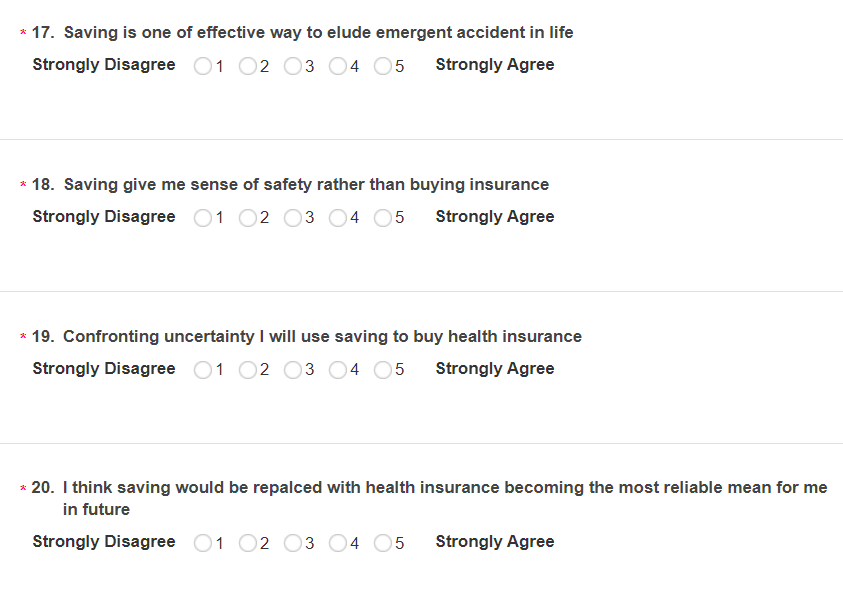 * 17. Saving is one of effective way to elude emergent accident in life
Strongly Disagree 1 2 3 4 5 Strongly Agree
* 18. Saving give me sense of safety rather than buying insurance
Strongly Disagree 1 2 3 4 5 Strongly Agree
* 19. Confronting uncertainty I will use saving to buy health insurance
Strongly Disagree 1 2 3 4 5 Strongly Agree
* 20. I think saving would be repalced with health insurance becoming the most reliable mean for me
in future
Strongly Disagree 1 2 3 4 5 Strongly Agree